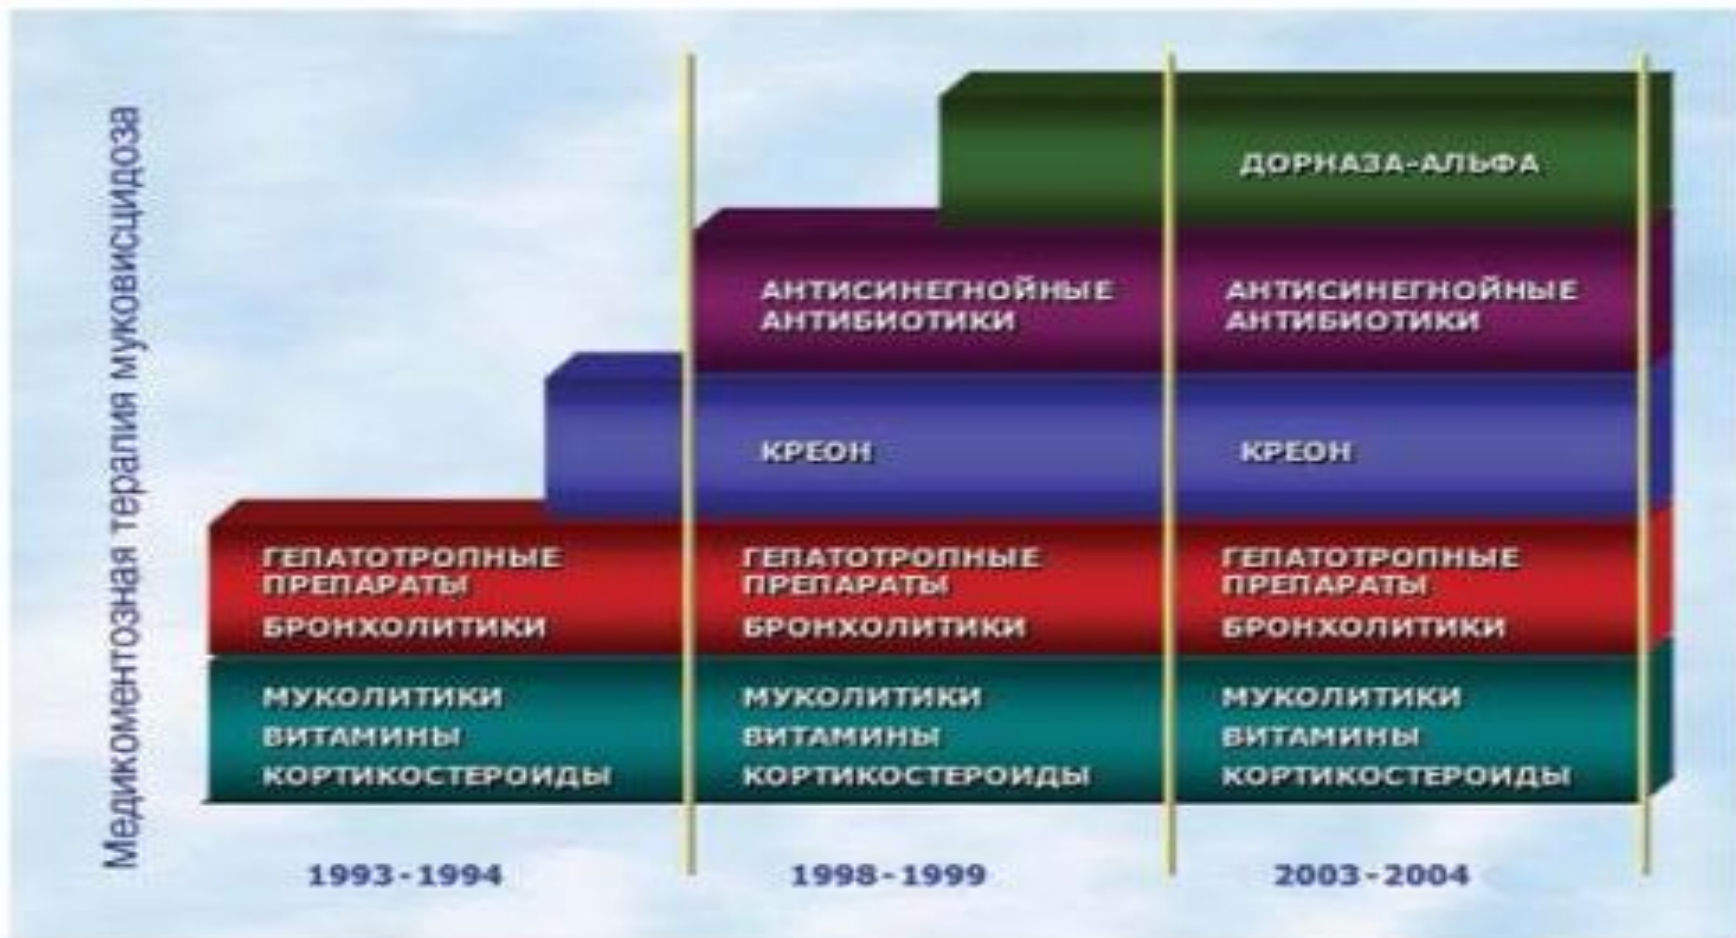 Медикоментозная терапия муковисцидоза
ДОРНАЗА-АЛЬФА
АНТИСИНЕГНОЙНЫЕ
АНТИБИОТИКИ
АНТИСИНЕГНОЙНЫЕ
АНТИБИОТИКИ
КРЕОН
КРЕОН
ГЕПАТОТРОПНЫЕ
ПРЕПАРАТЫ
БРОНХОЛИТИКИ
ГЕПАТОТРОПНЫЕ
ПРЕПАРАТЫ
БРОНХОЛИТИКИ
ГЕПАТОТРОПНЫЕ
ПРЕПАРАТЫ
БРОНХОЛИТИКИ
МУКОЛИТИКИ
ВИТАМИНЫ
КОРТИКОСТЕРОИДЫ
МУКОЛИТИКИ
ВИТАМИНЫ
КОРТИКОСТЕРОИДЫ
МУКОЛИТИКИ
ВИТАМИНЫ
КОРТИКОСТЕРОИДЫ
1993-1994
1998-1999
2003-2004